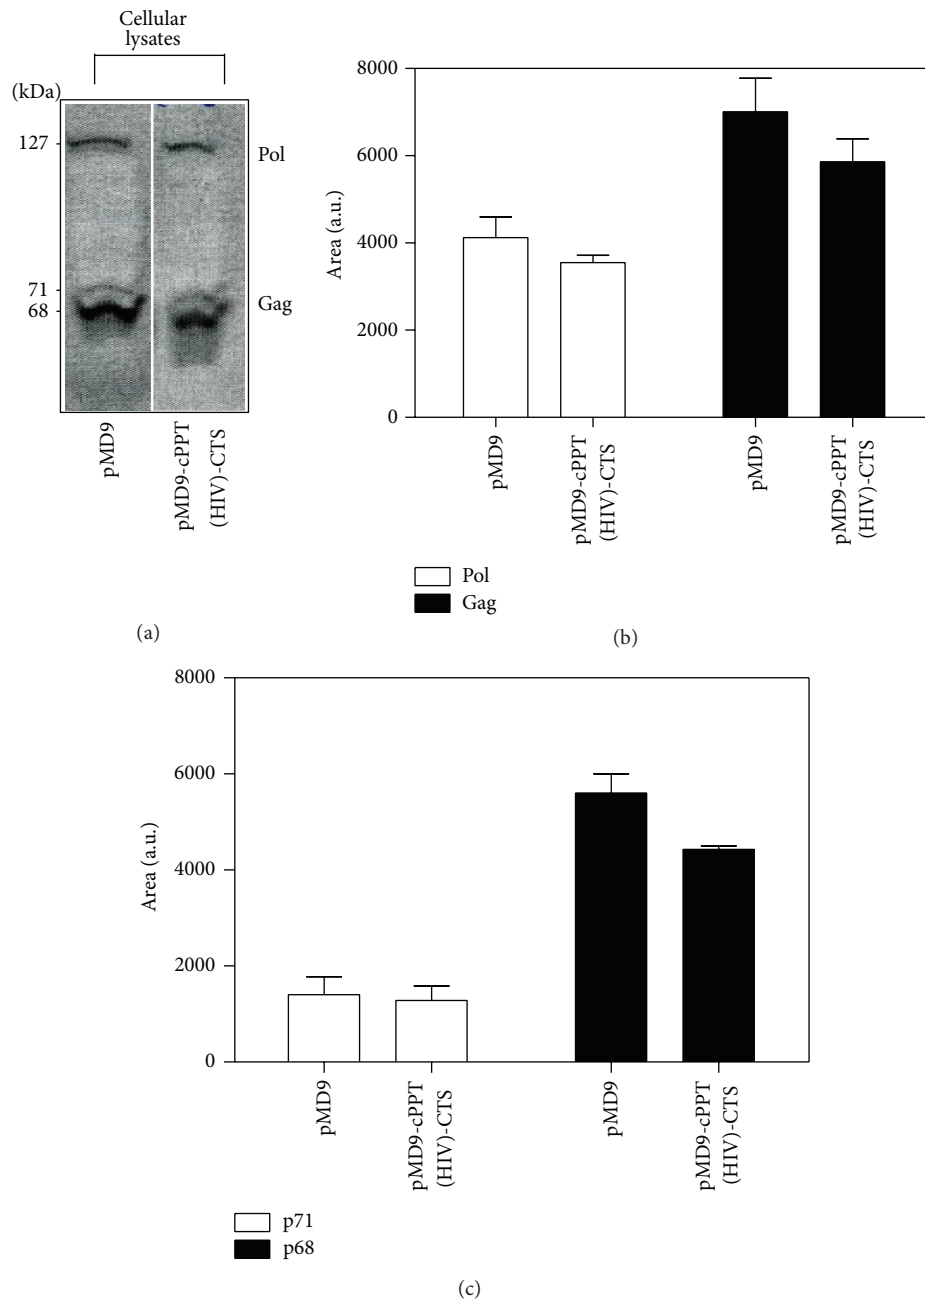 Cellular
lysates
(kDa)
127
71
68
Pol
Gag
pMD9
pMD9-cPPT
(HIV)-CTS
(a)
8000
6000
4000
2000
0
Area (a.u.)
pMD9
pMD9-cPPT
(HIV)-CTS
pMD9
pMD9-cPPT
(HIV)-CTS
Pol
Gag
(b)
8000
6000
4000
2000
0
Area (a.u.)
pMD9
pMD9-cPPT
(HIV)-CTS
pMD9
pMD9-cPPT
(HIV)-CTS
p71
p68
(c)